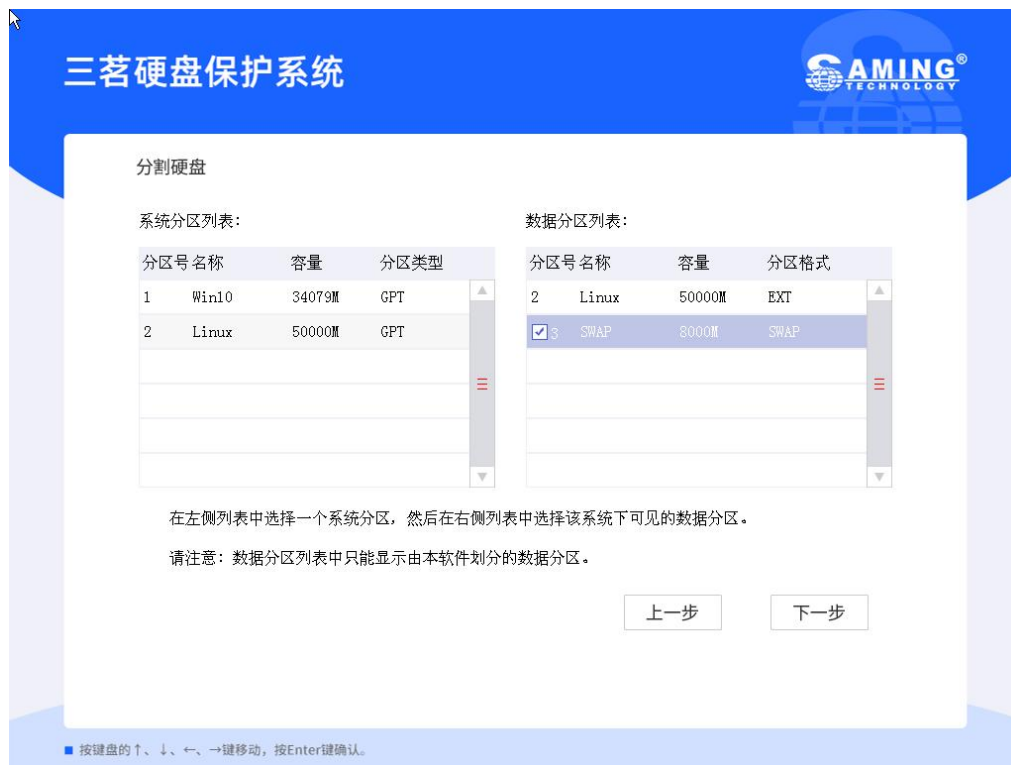 三茗硬盘保护系统
SAMING®
TECHNOLOGY
分割硬盘
系统分区列表：
分区号 名称 容量 分区类型
1 Win10 34079M GPT
2 Linux 50000M GPT
数据分区列表：
分区号 名称 容量 分区格式
2 Linux 50000M EXT
3 SWAP 8000M SWAP
在左侧列表中选择一个系统分区，然后在右侧列表中选择该系统下可见的数据分区。
请注意：数据分区列表中只能显示由本软件划分的数据分区。
上一步 下一步
按键盘的↑、↓、←、→键移动，按Enter键确认。